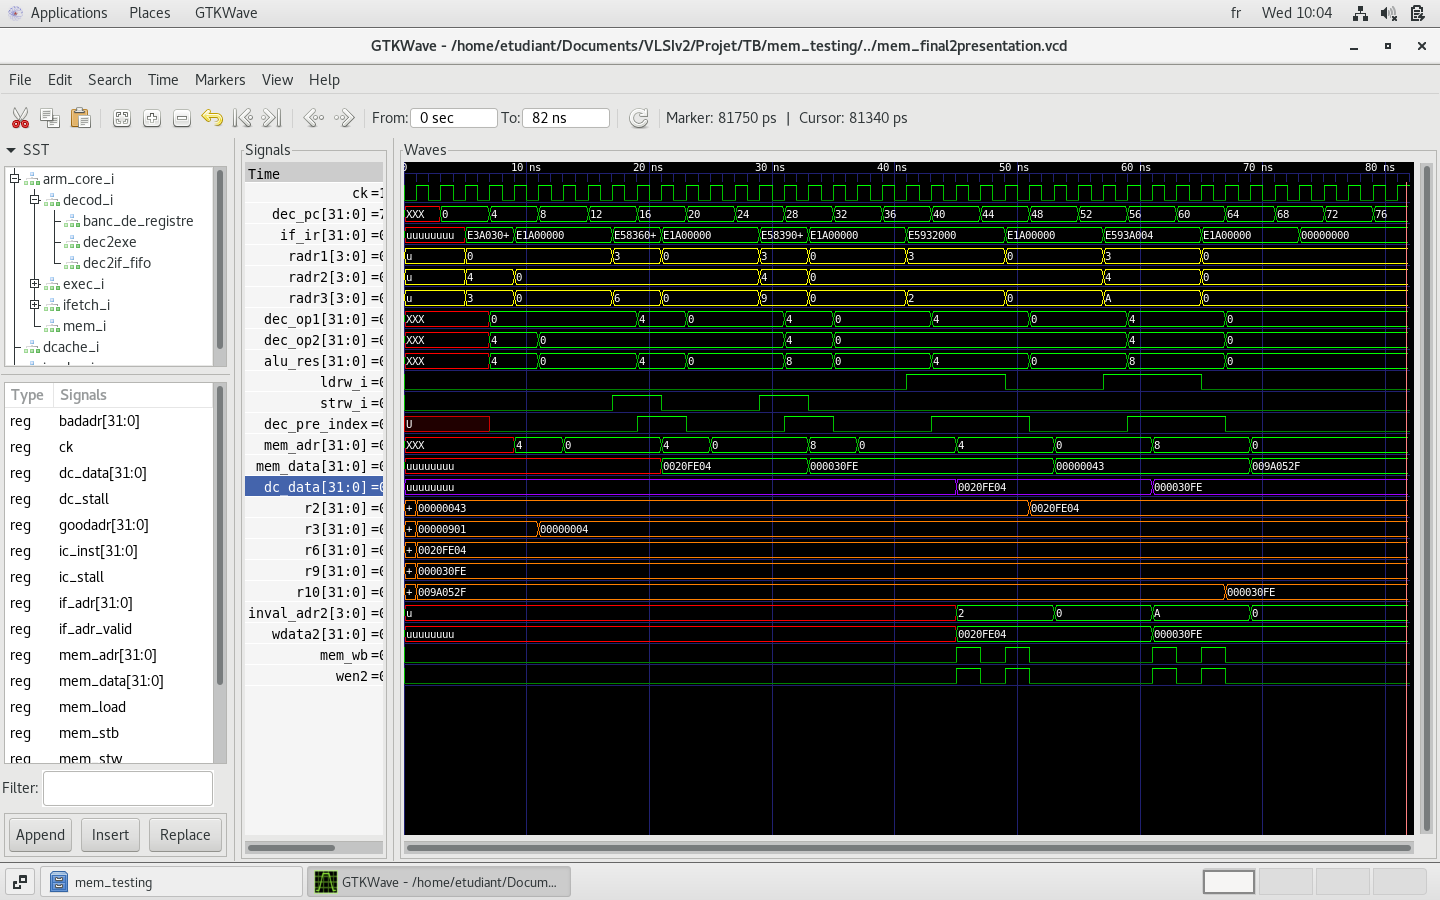 Applications Places GTKWave fr Wed 10:04
GTKWave - /home/etudiant/Documents/VLSIv2/Projet/TB/mem_testing/../mem_final2presentation.vcd
File Edit Search Time Markers View Help
From: 0 sec To: 82 ns Marker: 81750 ps | Cursor: 81340 ps
SST
arm_core_i
decod_i
banc_de_registre
dec2exe
dec2if_fifo
exec_i
ifetch_i
mem_i
dcache_i
Type Signals
reg badadr[31:0]
reg ck
reg dc_data[31:0]
reg dc_stall
reg goodadr[31:0]
reg ic_inst[31:0]
reg ic_stall
reg if_adr[31:0]
reg if_adr_valid
reg mem_adr[31:0]
reg mem_data[31:0]
reg mem_load
reg mem_stb
reg mem_stw
Filter:
Append Insert Replace
Signals Waves
Time 0 10 ns 20 ns 30 ns 40 ns 50 ns 60 ns 70 ns 80 ns
ck =1
dec_pc[31:0] =7 XXX 0 4 8 12 16 20 24 28 32 36 40 44 48 52 56 60 64 68 72 76
if_ir[31:0] =0 uuuuuuuu E3A030+ E1A00000 E58360+ E1A00000 E58390+ E1A00000 E5932000 E1A00000 E593A004 E1A00000 00000000
radr1[3:0] =0 u 0 3 0 3 0 3 0 3 0
radr2[3:0] =0 u 4 0 4 0 4 0
radr3[3:0] =0 u 3 0 6 0 9 0 2 0 A 0
dec_op1[31:0] =0 XXX 0 4 0 4 0 4 0 4 0
dec_op2[31:0] =0 XXX 4 0 4 0 4 0
alu_res[31:0] =0 XXX 4 0 4 0 8 0 4 0 8 0
ldrw_i =0
strw_i =0
dec_pre_index =0 U
mem_adr[31:0] =0 XXX 4 0 4 0 8 0 4 0 8 0
mem_data[31:0] =0 uuuuuuuu 0020FE04 000030FE 00000043 009A052F
dc_data[31:0] =0 uuuuuuuu 0020FE04 000030FE
r2[31:0] =0 + 00000043 0020FE04
r3[31:0] =0 + 00000901 00000004
r6[31:0] =0 + 0020FE04
r9[31:0] =0 + 000030FE
r10[31:0] =0 + 009A052F 000030FE
inval_adr2[3:0] =0 u 2 0 A 0
wdata2[31:0] =0 uuuuuuuu 0020FE04 000030FE
mem_wb =0
wen2 =0
mem_testing GTKWave - /home/etudiant/Docum...